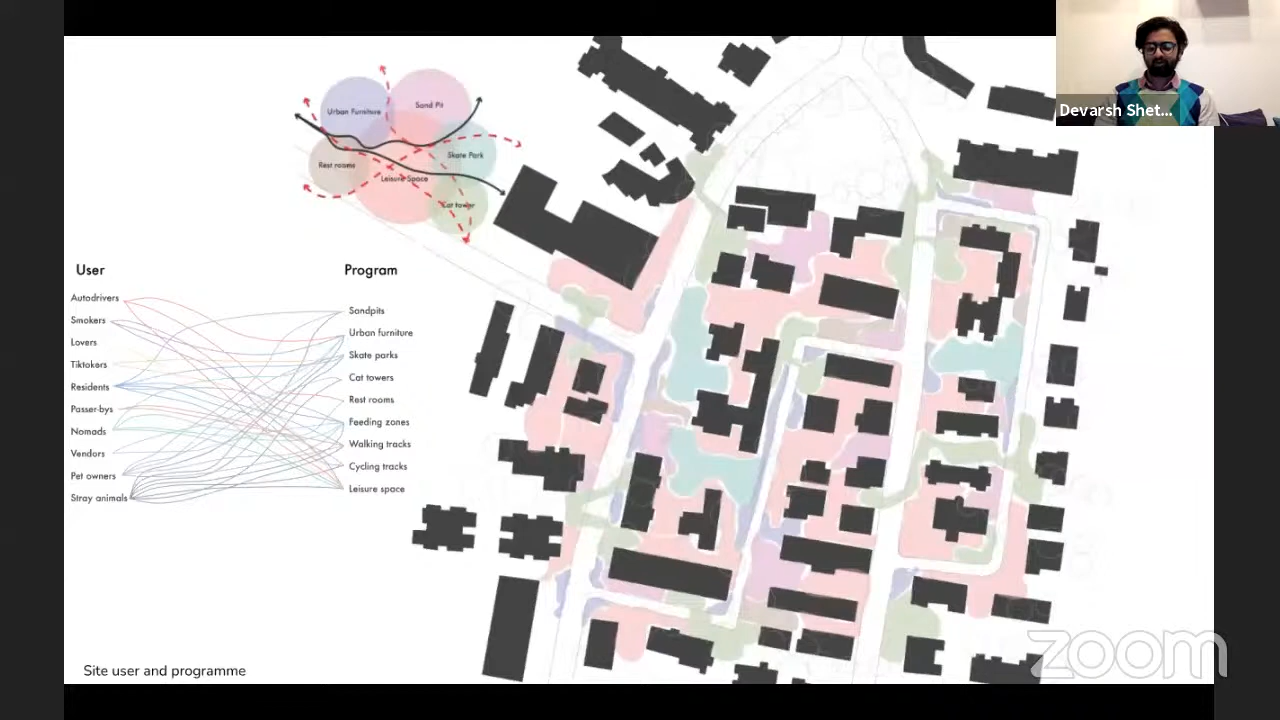 Devarsh Shet...
Urban Furniture
Sand Pit
Rest rooms
Skate Park
Leisure Space
Cat tower
User
Program
Autodrivers
Smokers
Lovers
Tiktokers
Residents
Passer-bys
Nomads
Vendors
Pet owners
Stray animals
Sandpits
Urban furniture
Skate parks
Cat towers
Rest rooms
Feeding zones
Walking tracks
Cycling tracks
Leisure space
Site user and programme
zoom